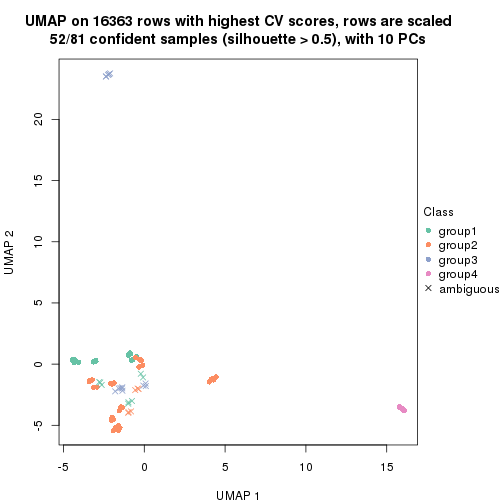 UMAP on 16363 rows with highest CV scores, rows are scaled
52/81 confident samples (silhouette > 0.5), with 10 PCs
UMAP 2
20
15
10
5
0
-5
-5
0
5
10
15
UMAP 1
Class
group1
group2
group3
group4
ambiguous